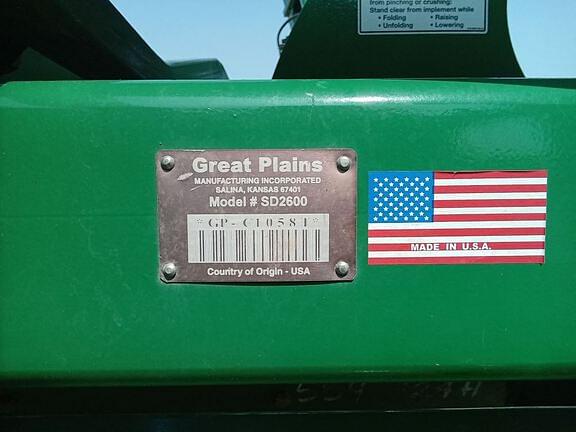 from pinching or crushing:
Stand clear from implement while
• Folding • Raising
• Unfolding • Lowering
Great Plains
MANUFACTURING INCORPORATED
SALINA, KANSAS 67401
Model # SD2600
*GP-C1058T*
Country of Origin - USA
MADE IN U.S.A.